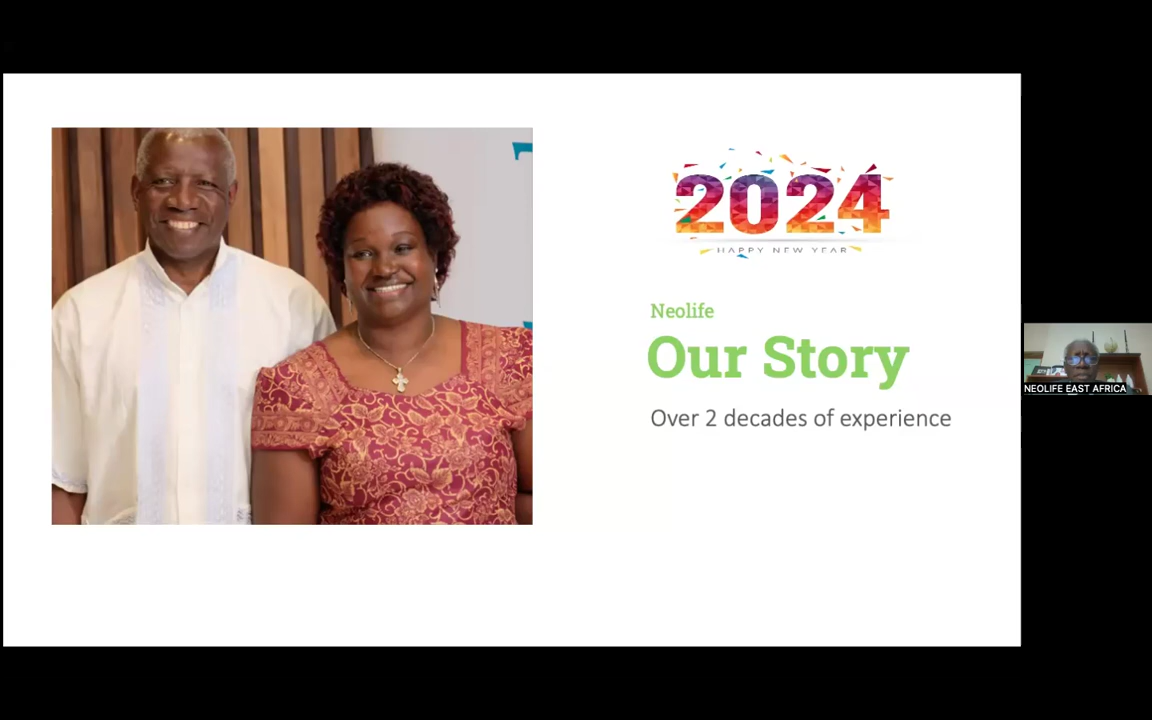 2024
HAPPY NEW YEAR
Neolife
Our Story
Over 2 decades of experience
NEOLIFE EAST AFRICA